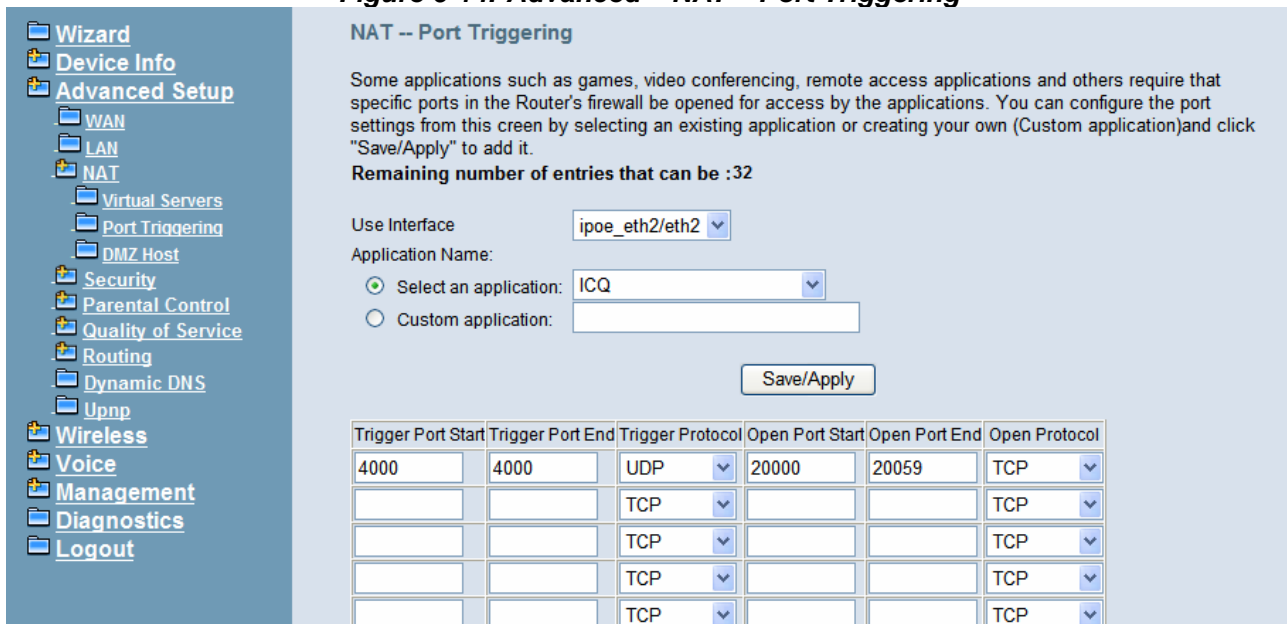 Wizard
Device Info
Advanced Setup
WAN
LAN
NAT
Virtual Servers
Port Triggering
DMZ Host
Security
Parental Control
Quality of Service
Routing
Dynamic DNS
Upnp
Wireless
Voice
Management
Diagnostics
Logout
NAT -- Port Triggering
Some applications such as games, video conferencing, remote access applications and others require that
specific ports in the Router's firewall be opened for access by the applications. You can configure the port
settings from this creen by selecting an existing application or creating your own (Custom application)and click
"Save/Apply" to add it.
Remaining number of entries that can be :32
Use Interface ipoe_eth2/eth2
Application Name:
Select an application: ICQ
Custom application:
Save/Apply
Trigger Port Start Trigger Port End Trigger Protocol Open Port Start Open Port End Open Protocol
4000 4000 UDP 20000 20059 TCP
TCP TCP
TCP TCP
TCP TCP
TCP TCP